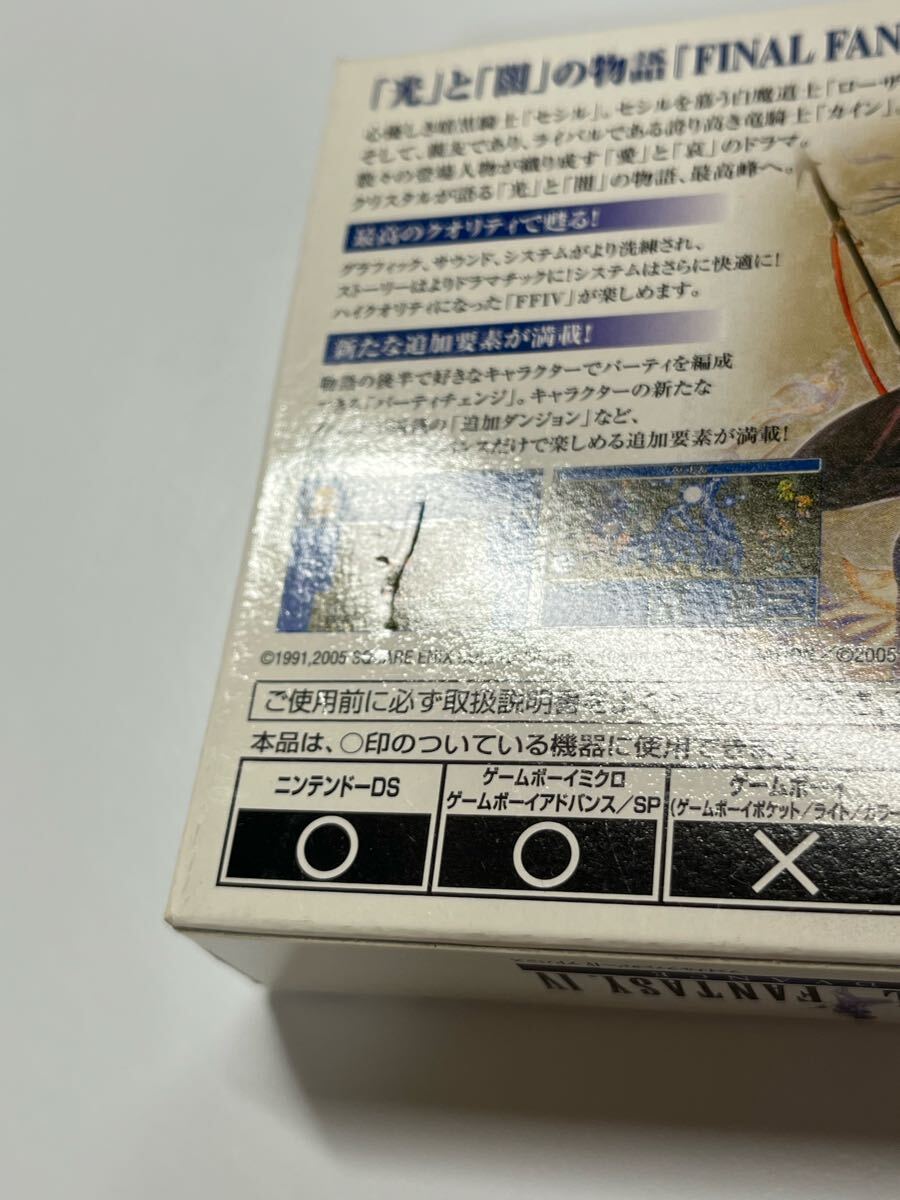 「光」と「闇」の物語「FINAL FAN
心優しき暗黒騎士「セシル」、セシルを慕う白魔道士「ローザ
そして、親友であり、ライバルである誇り高き竜騎士「カイン」。
数々の登場人物が織り成す「愛」と「哀」のドラマ。
クリスタルが語る「光」と「闇」の物語、最高峰へ。
最高のクオリティで甦る!
グラフィック、サウンド、システムがより洗練され、
ストーリーはよりドラマチックに!システムはさらに快適に!
ハイクオリティになった「FFIV」が楽しめます。
新たな追加要素が満載!
物語の後半で好きなキャラクターでパーティを編成
できる「パーティチェンジ」。キャラクターの新たな
の「追加ダンジョン」など、
ンスだけで楽しめる追加要素が満載!
©1991,2005 SQUARE ENIX
©2005
ご使用前に必ず取扱説明書をよく
本品は、○印のついている機器に使用でき
ニンテンドーDS
ゲームボーイミクロ
ゲームボーイアドバンス/SP
ゲームボーイ
(ゲームボーイポケット/ライト/カラー
○
○
×
L FANTASY IV